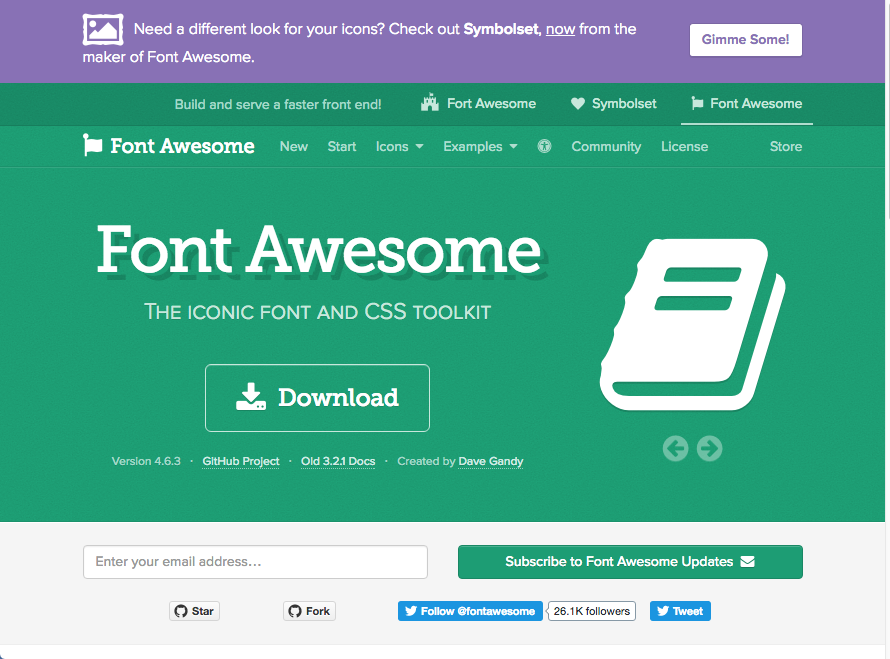 Need a different look for your icons? Check out Symbolset, now from the
maker of Font Awesome.
Gimme Some!
Build and serve a faster front end! Fort Awesome Symbolset Font Awesome
Font Awesome New Start Icons Examples Community License Store
Font Awesome
The iconic font and CSS toolkit
Download
Version 4.6.3 · GitHub Project · Old 3.2.1 Docs · Created by Dave Gandy
Enter your email address... Subscribe to Font Awesome Updates
Star Fork Follow @fontawesome 26.1K followers Tweet